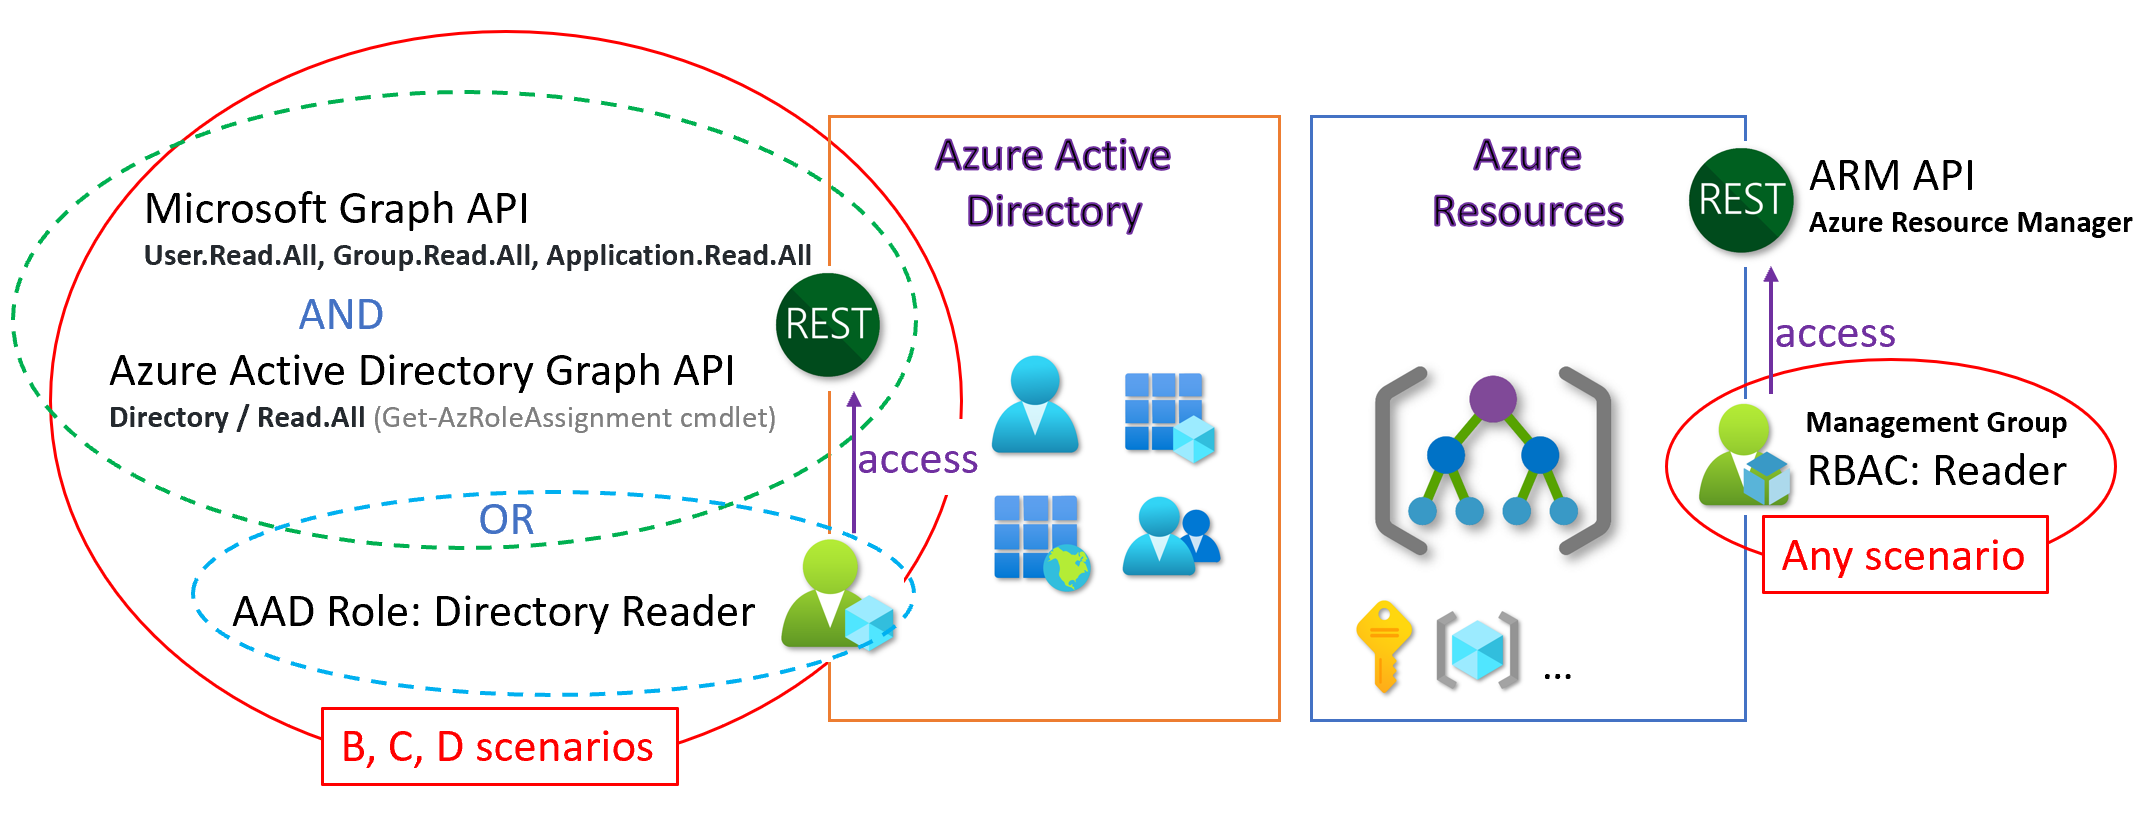 Microsoft Graph API
User.Read.All, Group.Read.All, Application.Read.All
AND
Azure Active Directory Graph API
Directory / Read.All (Get-AzRoleAssignment cmdlet)
REST
access
OR
AAD Role: Directory Reader
B, C, D scenarios
Azure Active
Directory
Azure
Resources
...
REST
ARM API
Azure Resource Manager
access
Management Group
RBAC: Reader
Any scenario